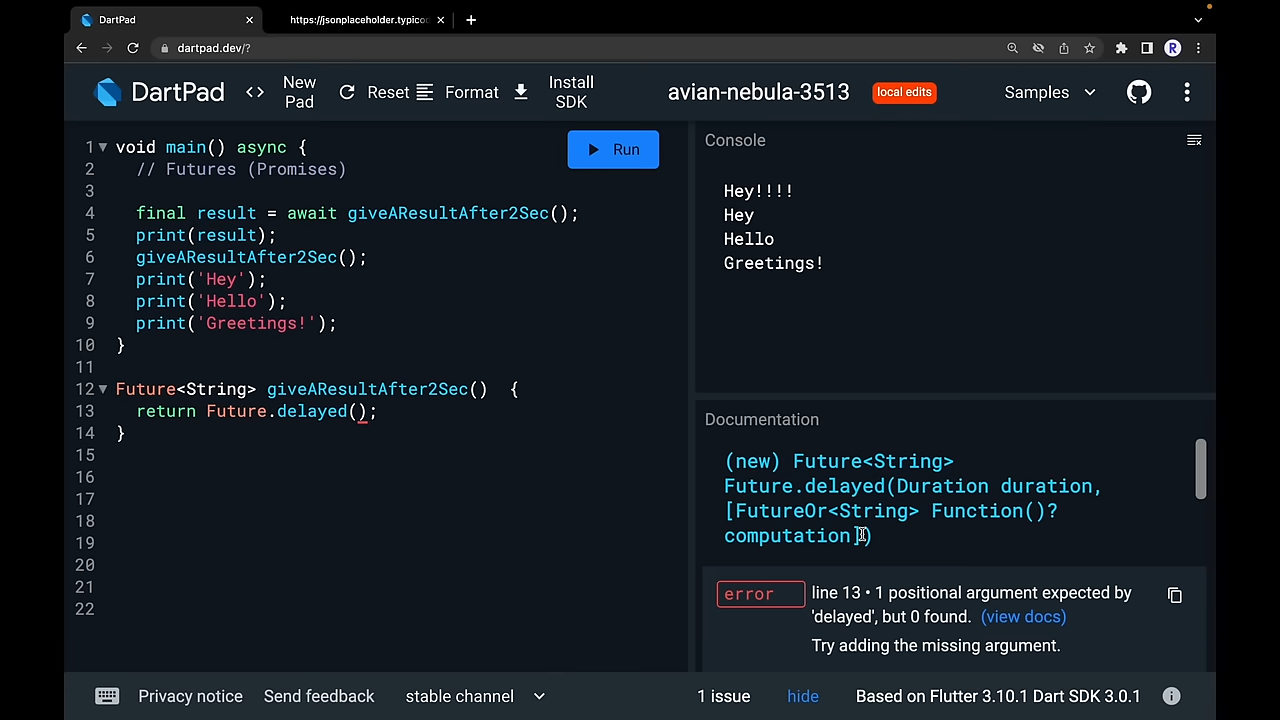 DartPad
https://jsonplaceholder.typico
dartpad.dev/?
R
DartPad
New Pad
Reset
Format
Install SDK
avian-nebula-3513
local edits
Samples
1 void main() async {
2 // Futures (Promises)
3
4 final result = await giveAResultAfter2Sec();
5 print(result);
6 giveAResultAfter2Sec();
7 print('Hey');
8 print('Hello');
9 print('Greetings!');
10 }
11
12 Future<String> giveAResultAfter2Sec()  {
13 return Future.delayed();
14 }
15
16
17
18
19
20
21
22
Run
Console
Hey!!!!
Hey
Hello
Greetings!
Documentation
(new) Future<String>
Future.delayed(Duration duration,
[FutureOr<String> Function()?
computation])
error
line 13 • 1 positional argument expected by
'delayed', but 0 found. (view docs)
Try adding the missing argument.
Privacy notice
Send feedback
stable channel
1 issue
hide
Based on Flutter 3.10.1 Dart SDK 3.0.1